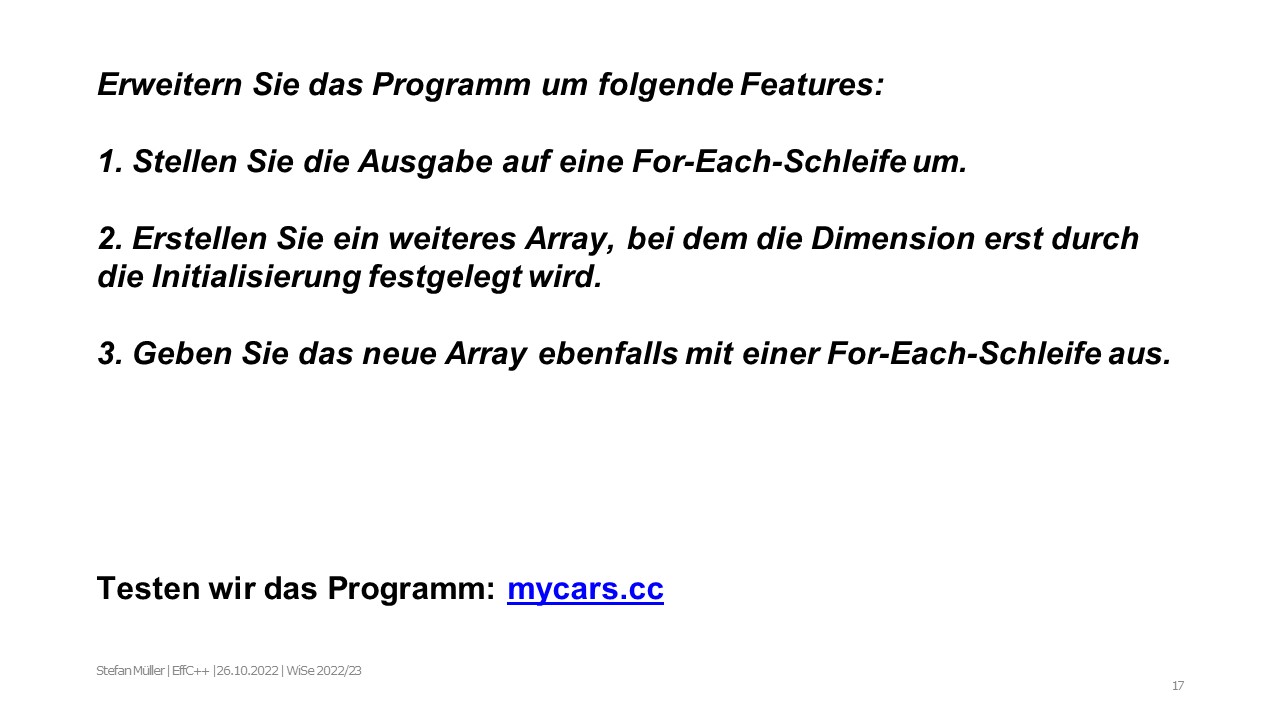 Erweitern Sie das Programm um folgende Features:
1. Stellen Sie die Ausgabe auf eine For-Each-Schleife um.
2. Erstellen Sie ein weiteres Array, bei dem die Dimension erst durch
die Initialisierung festgelegt wird.
3. Geben Sie das neue Array ebenfalls mit einer For-Each-Schleife aus.
Testen wir das Programm: mycars.cc
Stefan Müller | EffC++ |26.10.2022 | WiSe 2022/23
17